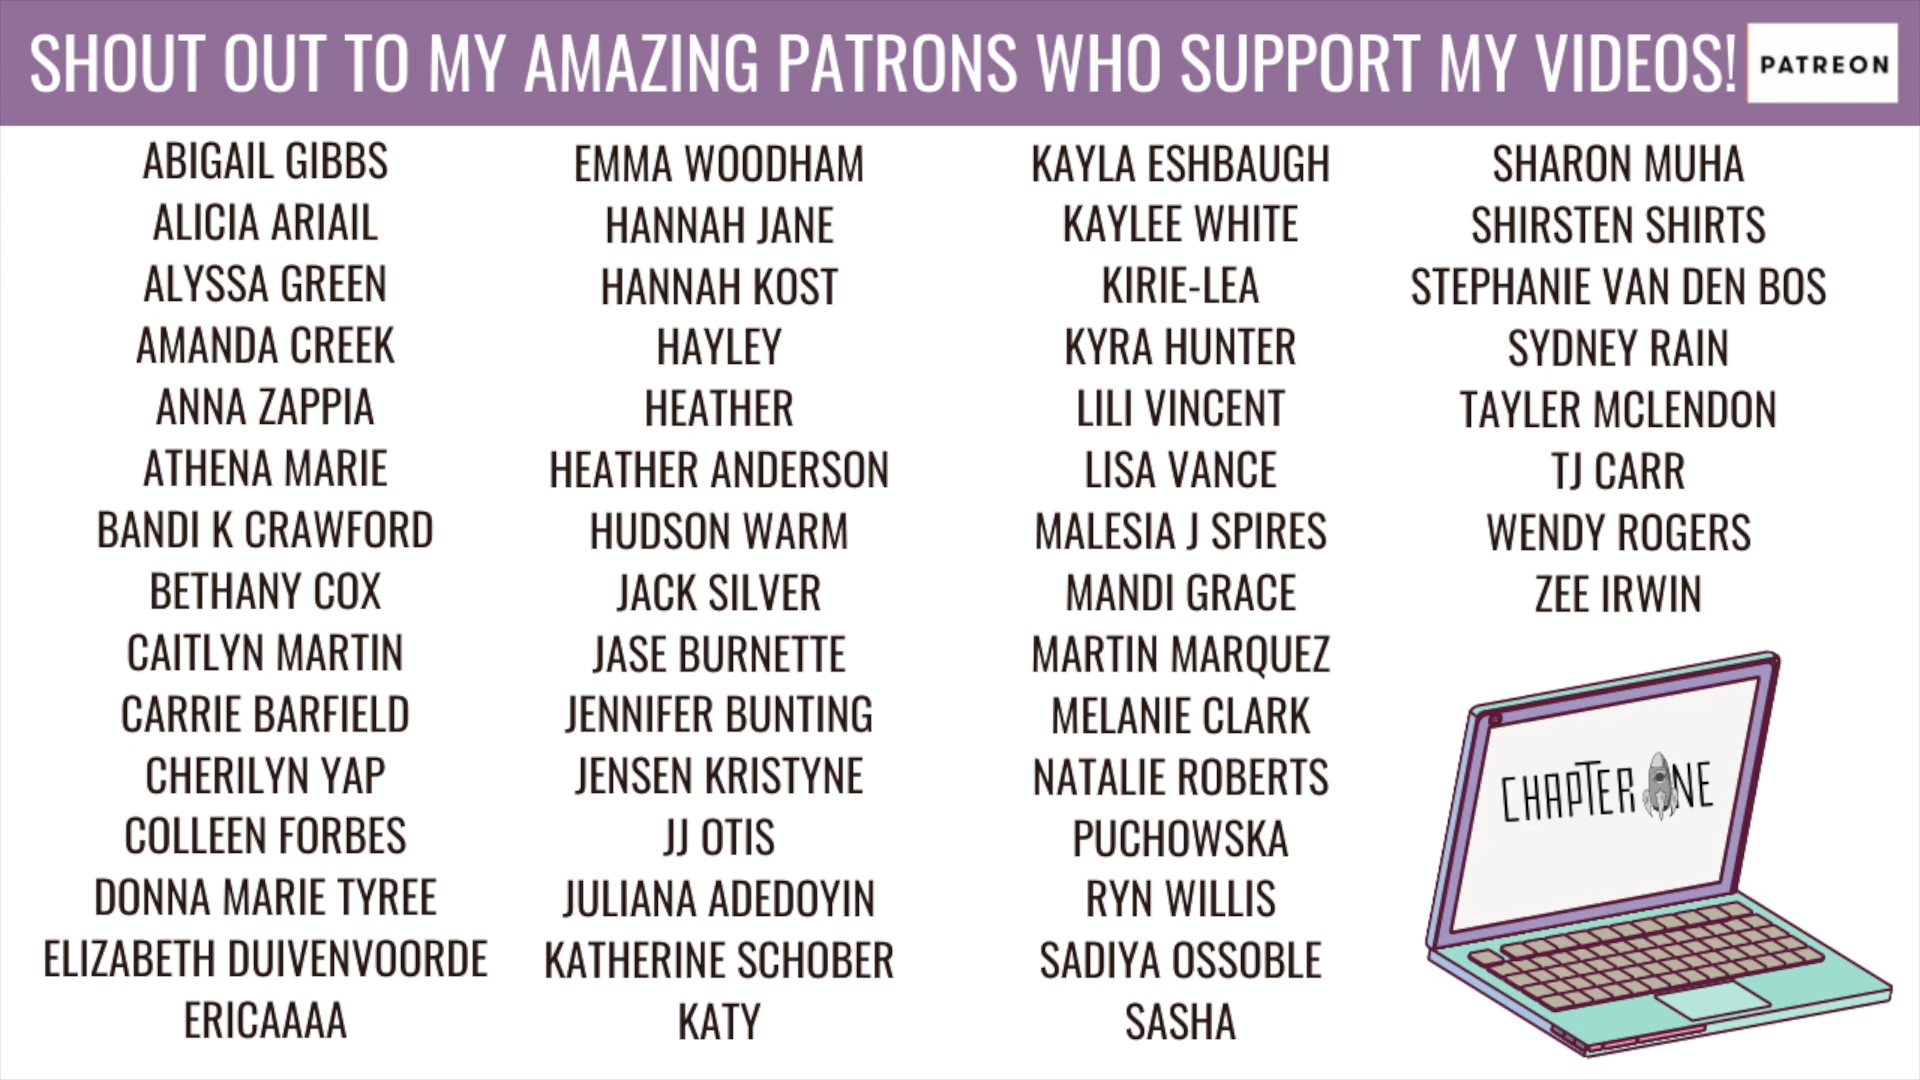 SHOUT OUT TO MY AMAZING PATRONS WHO SUPPORT MY VIDEOS!
PATREON
ABIGAIL GIBBS
ALICIA ARIAIL
ALYSSA GREEN
AMANDA CREEK
ANNA ZAPPIA
ATHENA MARIE
BANDI K CRAWFORD
BETHANY COX
CAITLYN MARTIN
CARRIE BARFIELD
CHERILYN YAP
COLLEEN FORBES
DONNA MARIE TYREE
ELIZABETH DUIVENVOORDE
ERICAAAA
EMMA WOODHAM
HANNAH JANE
HANNAH KOST
HAYLEY
HEATHER
HEATHER ANDERSON
HUDSON WARM
JACK SILVER
JASE BURNETTE
JENNIFER BUNTING
JENSEN KRISTYNE
JJ OTIS
JULIANA ADEDOYIN
KATHERINE SCHOBER
KATY
KAYLA ESHBAUGH
KAYLEE WHITE
KIRIE-LEA
KYRA HUNTER
LILI VINCENT
LISA VANCE
MALESIA J SPIRES
MANDI GRACE
MARTIN MARQUEZ
MELANIE CLARK
NATALIE ROBERTS
PUCHOWSKA
RYN WILLIS
SADIYA OSSOBLE
SASHA
SHARON MUHA
SHIRSTEN SHIRTS
STEPHANIE VAN DEN BOS
SYDNEY RAIN
TAYLER MCLENDON
TJ CARR
WENDY ROGERS
ZEE IRWIN
CHAPTER ONE